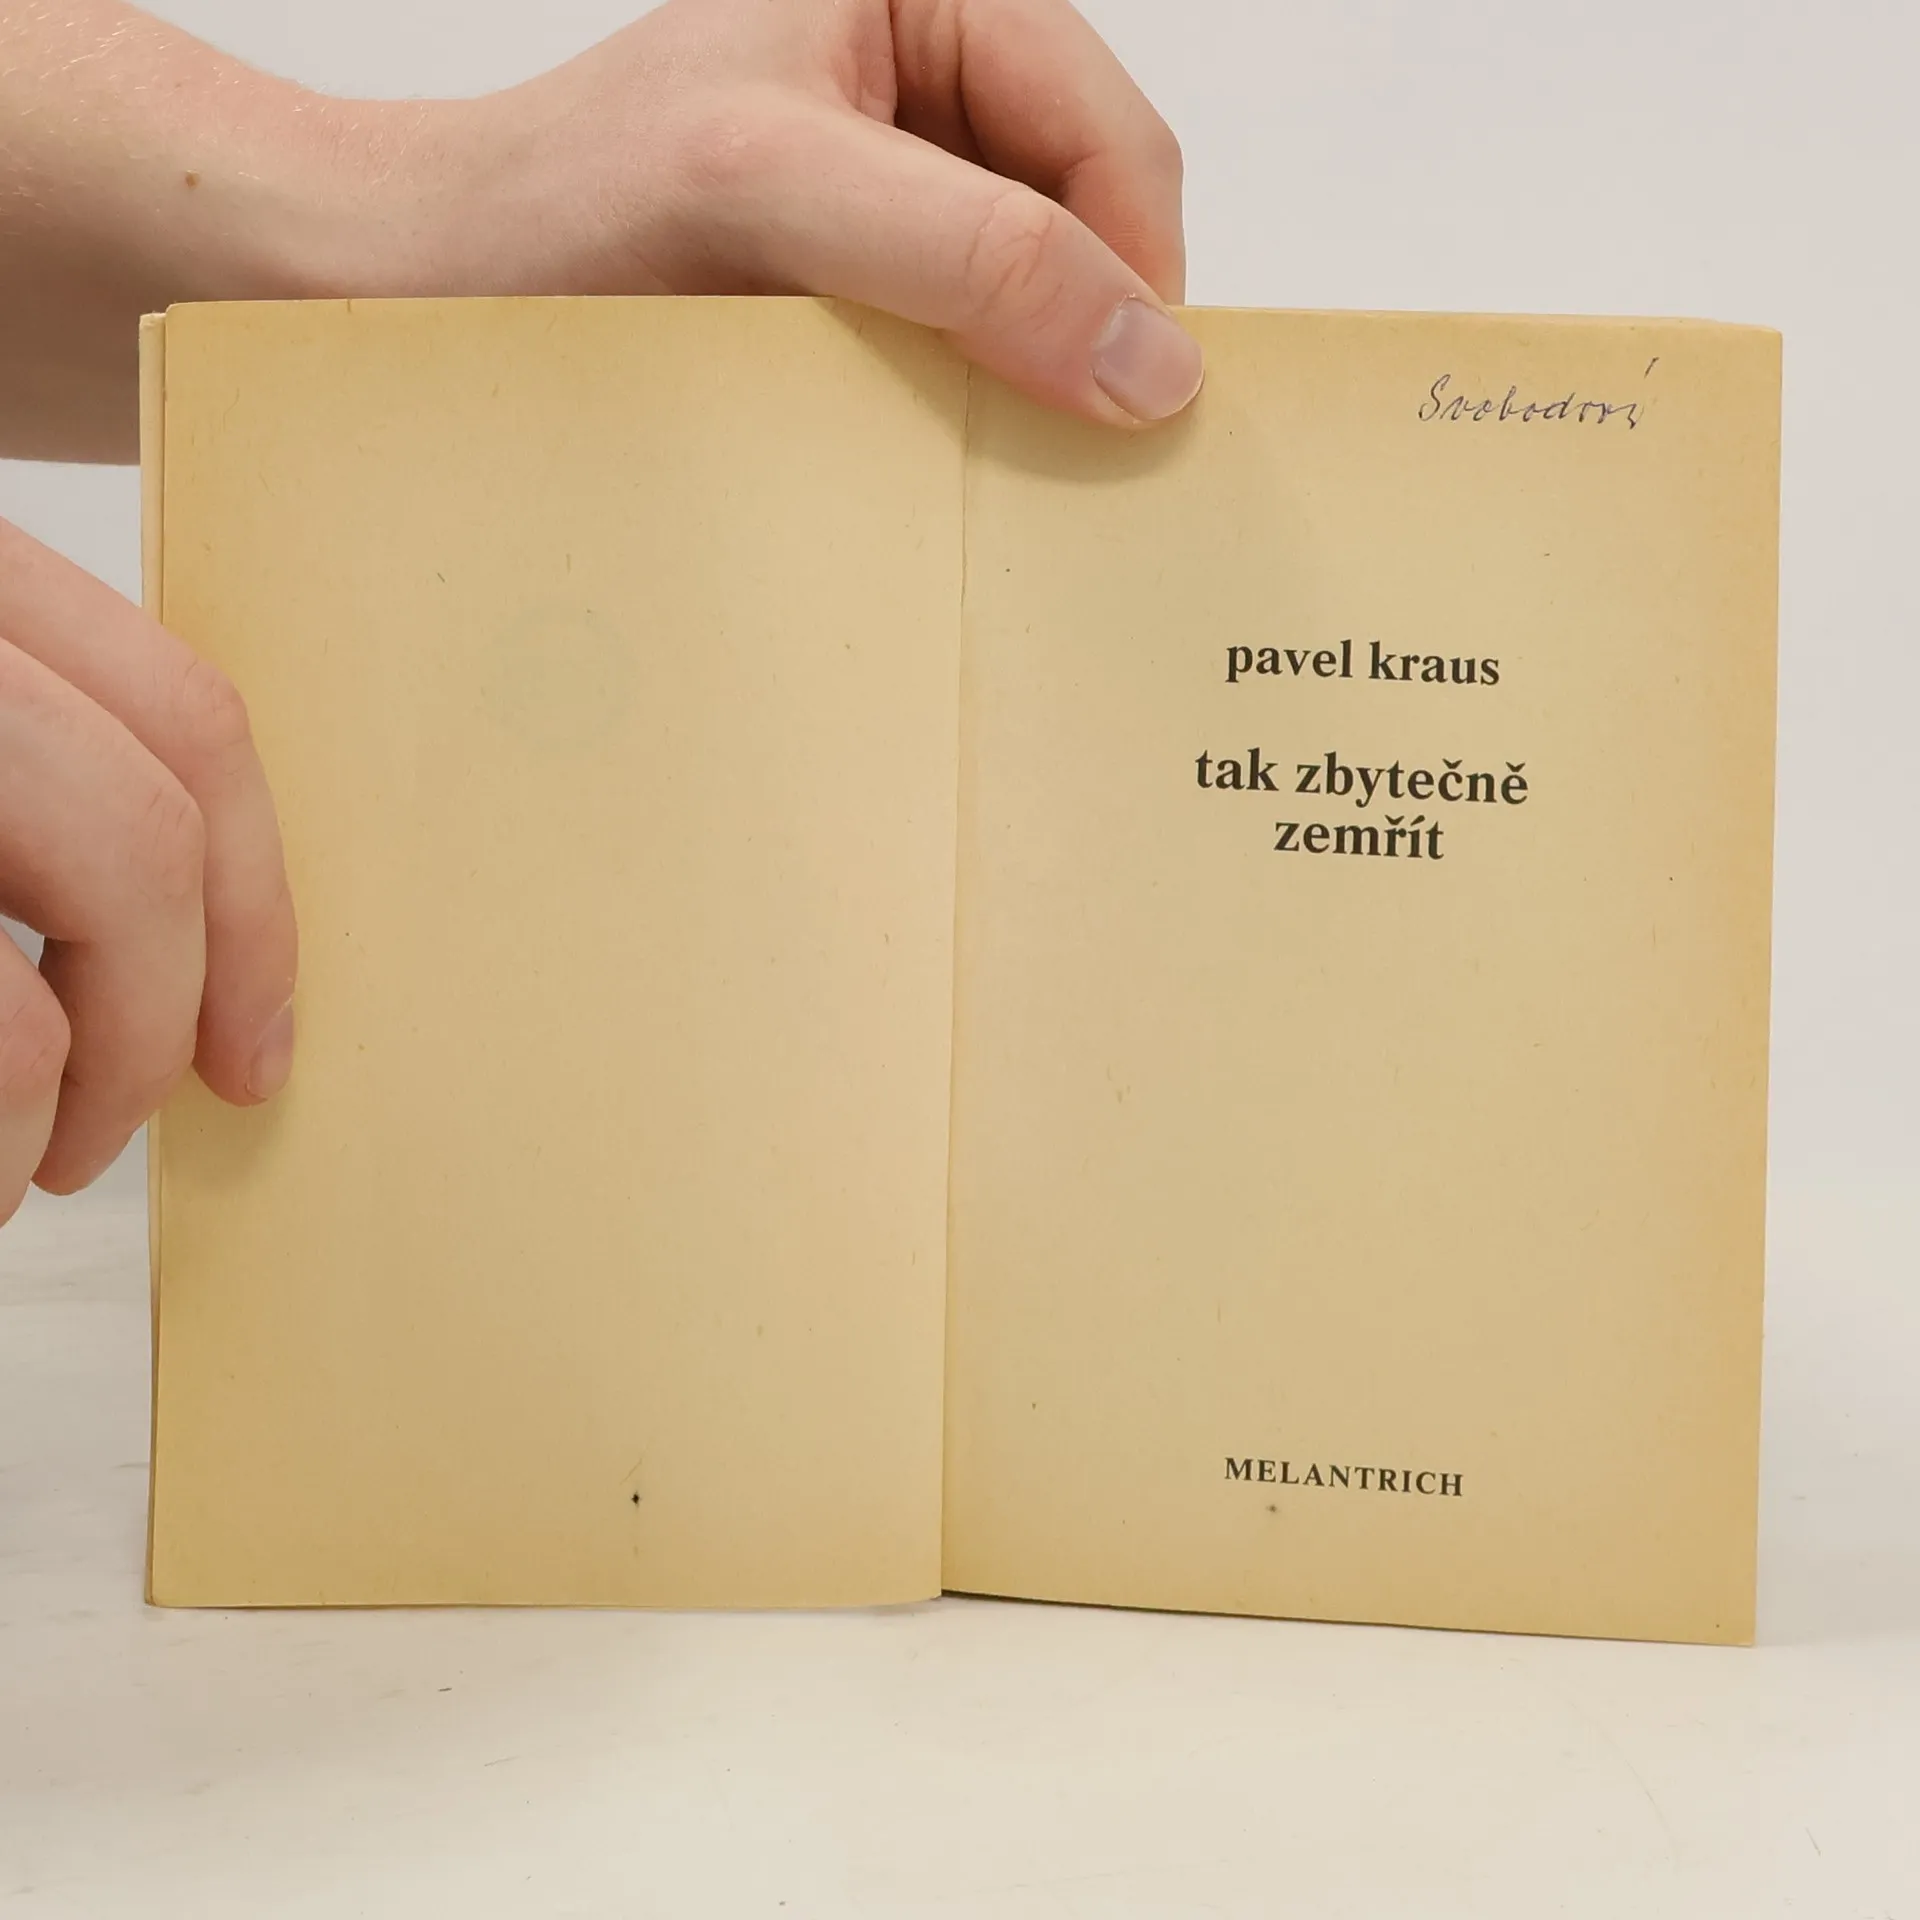 Svobodová
pavel kraus
tak zbytečně
zemřít
MELANTRICH